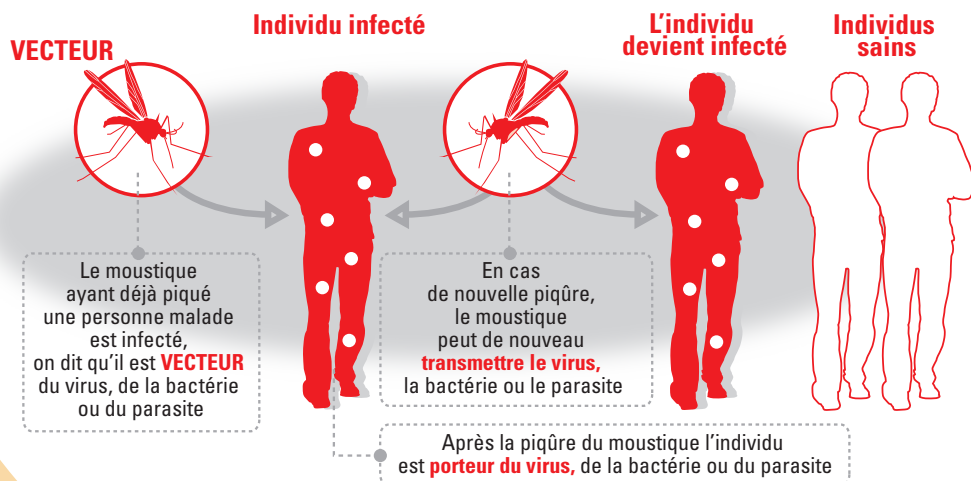 VECTEUR
Individu infecté
L'individu
devient infecté
Individus
sains
Le moustique
ayant déjà piqué
une personne malade
est infecté,
on dit qu'il est VECTEUR
du virus, de la bactérie
ou du parasite
En cas
de nouvelle piqûre,
le moustique
peut de nouveau
transmettre le virus,
la bactérie ou le parasite
Après la piqûre du moustique l'individu
est porteur du virus, de la bactérie ou du parasite